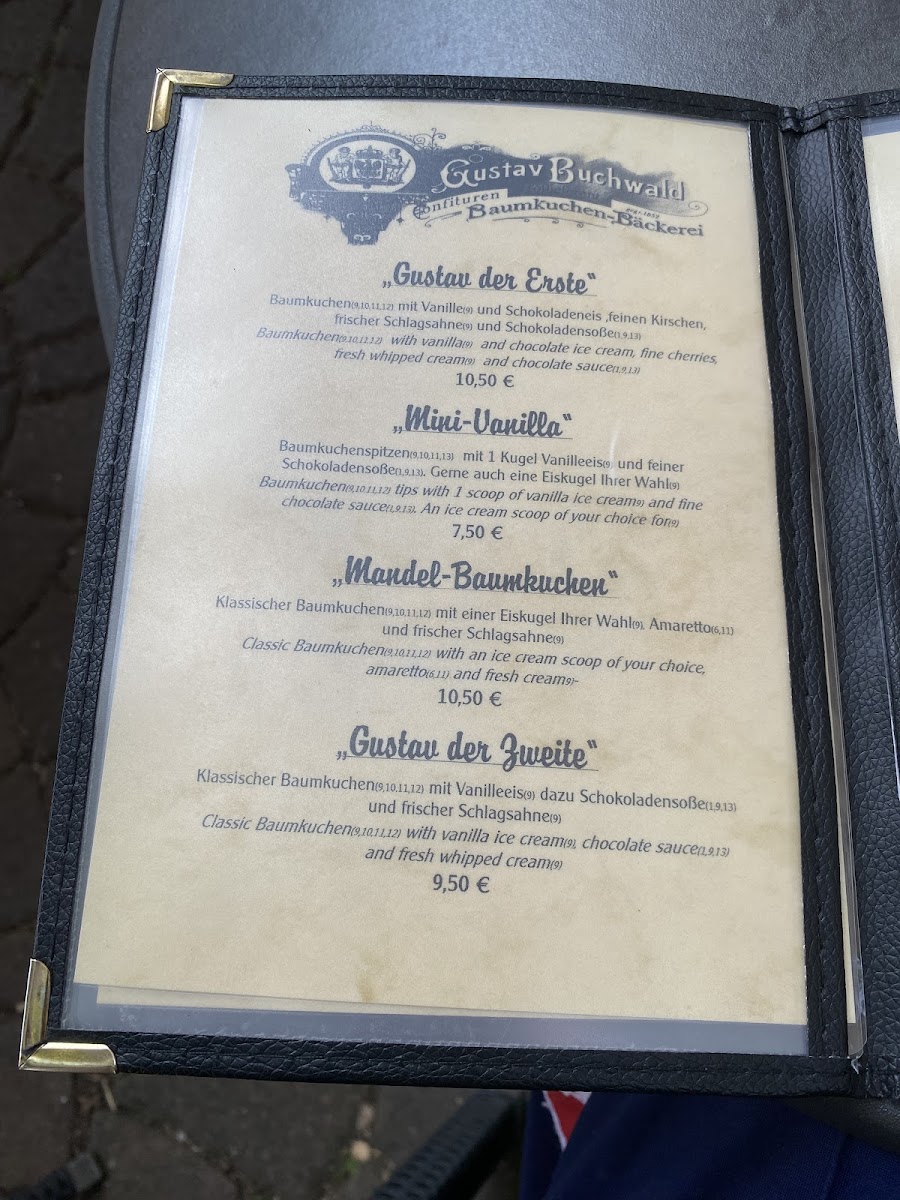 Gustav Buchwald
Confituren
gegr. 1852
Baumkuchen-Bäckerei
„Gustav der Erste“
Baumkuchen(9,10,11,12) mit Vanille(9) und Schokoladeneis ,feinen Kirschen,
frischer Schlagsahne(9) und Schokoladensoße(1,9,13)
Baumkuchen(9,10,11,12) with vanilla(9) and chocolate ice cream, fine cherries,
fresh whipped cream(9) and chocolate sauce(1,9,13)
10,50 €
„Mini-Vanilla“
Baumkuchenspitzen(9,10,11,13) mit 1 Kugel Vanilleeis(9) und feiner
Schokoladensoße(1,9,13). Gerne auch eine Eiskugel Ihrer Wahl(9)
Baumkuchen(9,10,11,12) tips with 1 scoop of vanilla ice cream(9) and fine
chocolate sauce(1,9,13). An ice cream scoop of your choice for(9)
7,50 €
„Mandel-Baumkuchen“
Klassischer Baumkuchen(9,10,11,12) mit einer Eiskugel Ihrer Wahl(9), Amaretto(6,11)
und frischer Schlagsahne(9)
Classic Baumkuchen(9,10,11,12) with an ice cream scoop of your choice,
amaretto(6,11) and fresh cream(9)-
10,50 €
„Gustav der Zweite“
Klassischer Baumkuchen(9,10,11,12) mit Vanilleeis(9) dazu Schokoladensoße(1,9,13)
und frischer Schlagsahne(9)
Classic Baumkuchen(9,10,11,12) with vanilla ice cream(9), chocolate sauce(1,9,13)
and fresh whipped cream(9)
9,50 €